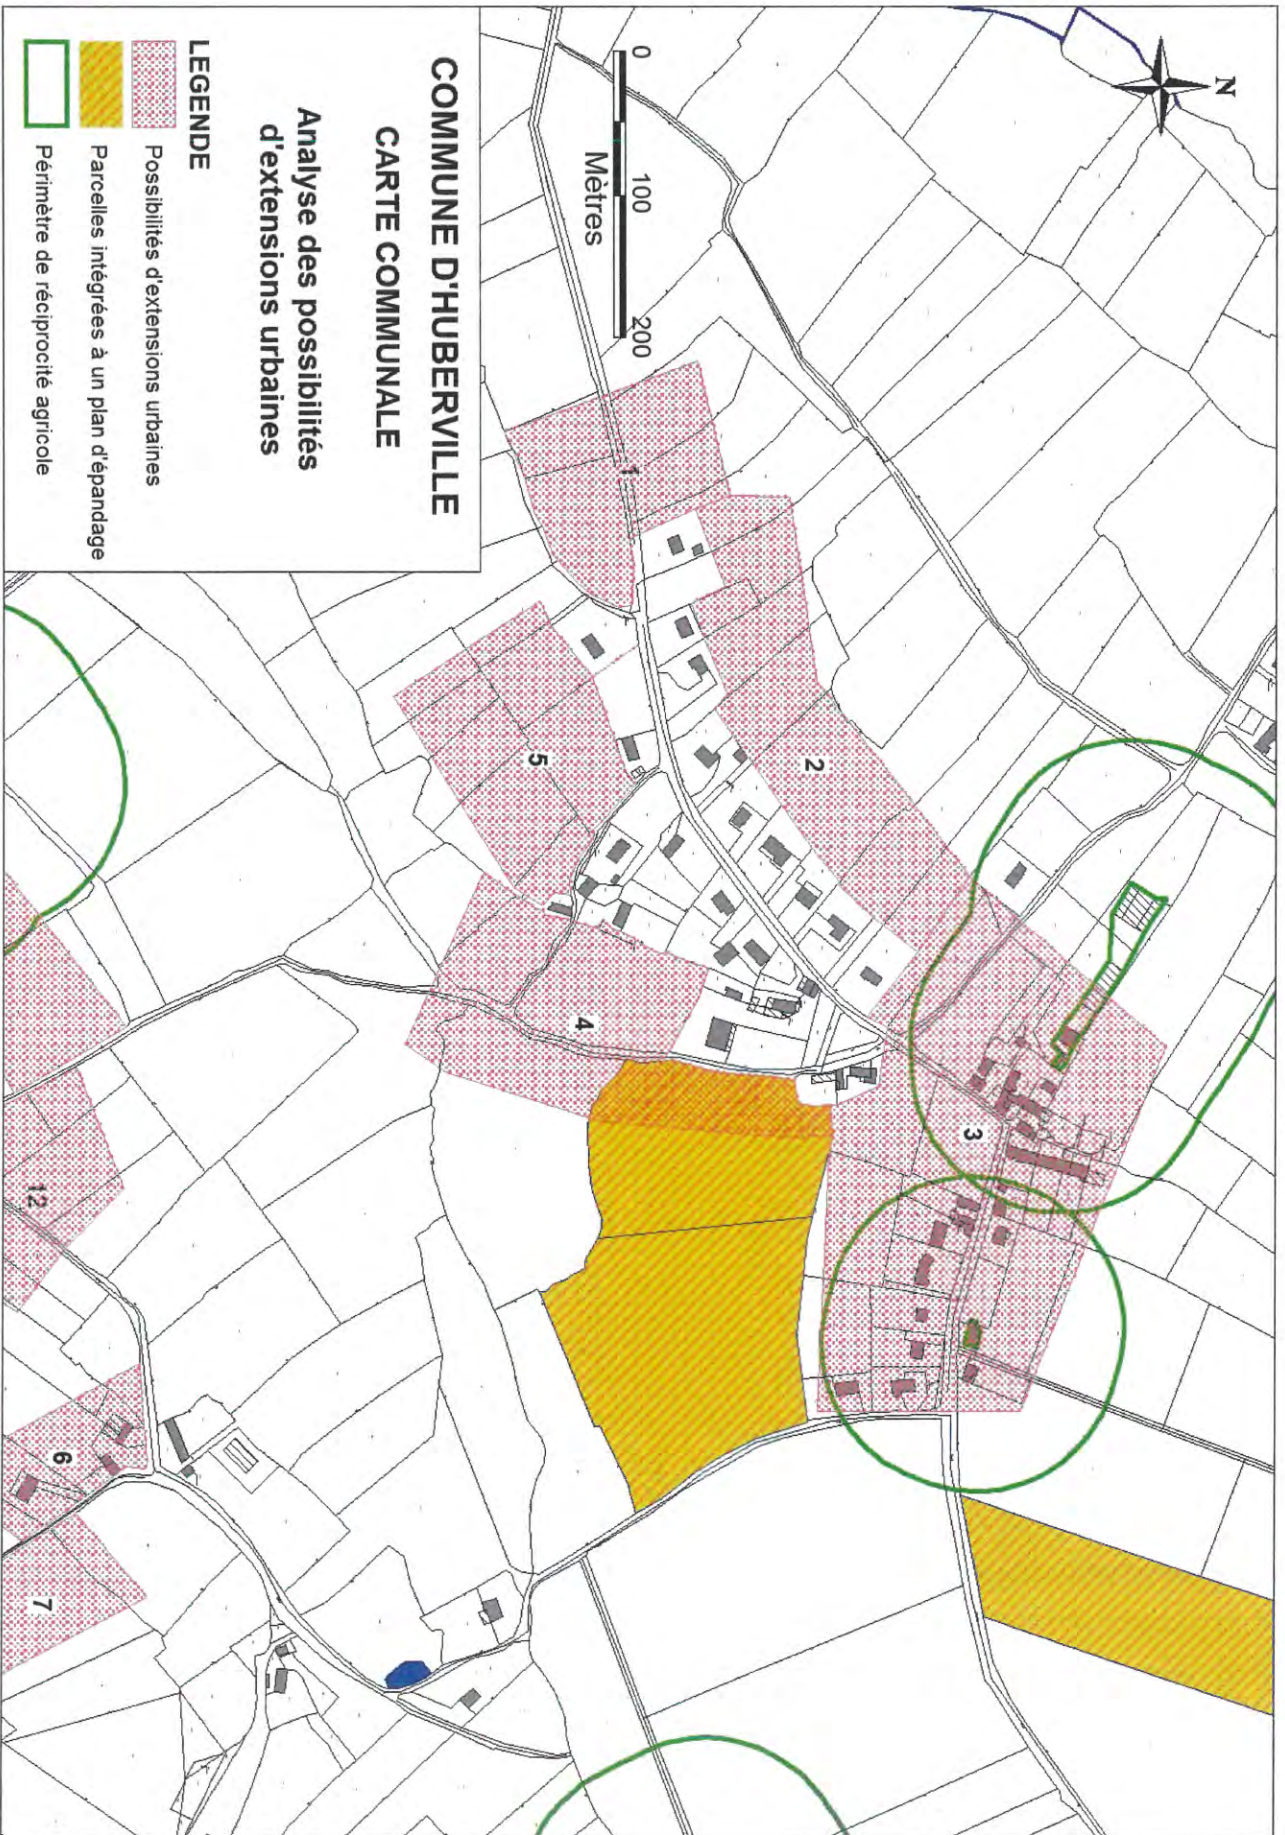 N
0 100 200
Mètres
COMMUNE D'HUBERVILLE
CARTE COMMUNALE
Analyse des possibilités
d'extensions urbaines
LEGENDE
Possibilités d'extensions urbaines
Parcelles intégrées à un plan d'épandage
Périmètre de réciprocité agricole
1
2
3
4
5
12
6
7